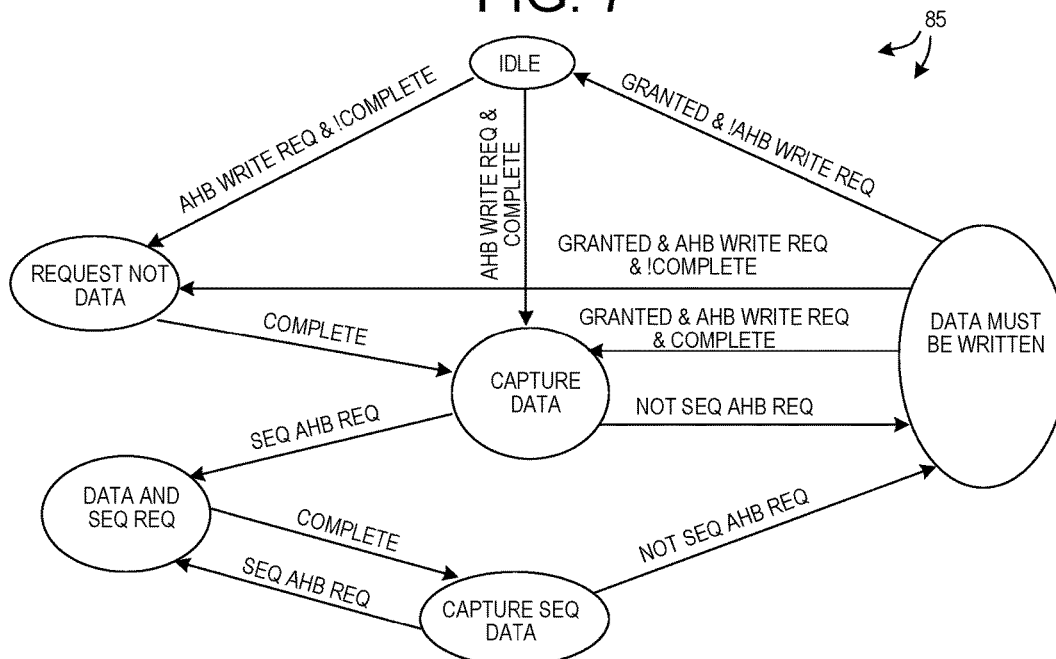 FIG. 7
85
IDLE
AHB WRITE REQ & !COMPLETE
AHB WRITE REQ &
COMPLETE
GRANTED & !AHB WRITE REQ
REQUEST NOT
DATA
GRANTED & AHB WRITE REQ
& !COMPLETE
COMPLETE
GRANTED & AHB WRITE REQ
& COMPLETE
DATA MUST
BE WRITTEN
CAPTURE
DATA
NOT SEQ AHB REQ
SEQ AHB REQ
DATA AND
SEQ REQ
COMPLETE
NOT SEQ AHB REQ
SEQ AHB REQ
CAPTURE SEQ
DATA